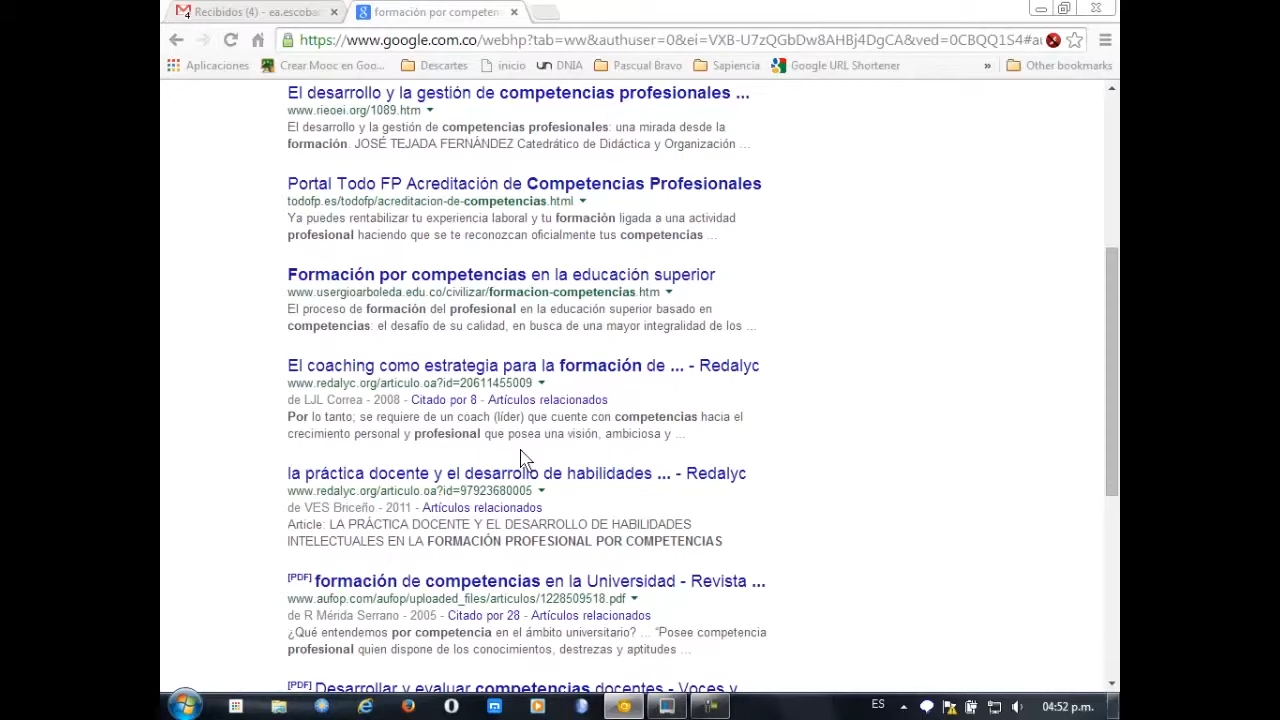 Recibidos (4) - ea.escobar
formación por competen
https://www.google.com.co/webhp?tab=ww&authuser=0&ei=VXB-U7zQGbDw8AHBj4DgCA&ved=0CBQQ1S4#au
Aplicaciones
Crear Mooc en Goo...
Descartes
inicio
DNIA
Pascual Bravo
Sapiencia
Google URL Shortener
»
Other bookmarks
El desarrollo y la gestión de competencias profesionales ...
www.rieoei.org/1089.htm
El desarrollo y la gestión de competencias profesionales: una mirada desde la
formación. JOSÉ TEJADA FERNÁNDEZ Catedrático de Didáctica y Organización ...
Portal Todo FP Acreditación de Competencias Profesionales
todofp.es/todofp/acreditacion-de-competencias.html
Ya puedes rentabilizar tu experiencia laboral y tu formación ligada a una actividad
profesional haciendo que se te reconozcan oficialmente tus competencias ...
Formación por competencias en la educación superior
www.usergioarboleda.edu.co/civilizar/formacion-competencias.htm
El proceso de formación del profesional en la educación superior basado en
competencias: el desafío de su calidad, en busca de una mayor integralidad de los ...
El coaching como estrategia para la formación de ... - Redalyc
www.redalyc.org/articulo.oa?id=20611455009
de LJL Correa - 2008 - Citado por 8 - Artículos relacionados
Por lo tanto; se requiere de un coach (líder) que cuente con competencias hacia el
crecimiento personal y profesional que posea una visión, ambiciosa y ...
la práctica docente y el desarrollo de habilidades ... - Redalyc
www.redalyc.org/articulo.oa?id=97923680005
de VES Briceño - 2011 - Artículos relacionados
Article: LA PRÁCTICA DOCENTE Y EL DESARROLLO DE HABILIDADES
INTELECTUALES EN LA FORMACIÓN PROFESIONAL POR COMPETENCIAS
[PDF] formación de competencias en la Universidad - Revista ...
www.aufop.com/aufop/uploaded_files/articulos/1228509518.pdf
de R Mérida Serrano - 2005 - Citado por 28 - Artículos relacionados
¿Qué entendemos por competencia en el ámbito universitario? ... “Posee competencia
profesional quien dispone de los conocimientos, destrezas y aptitudes ...
[PDF] Desarrollar y evaluar competencias docentes - Voces y
ES
04:52 p.m.